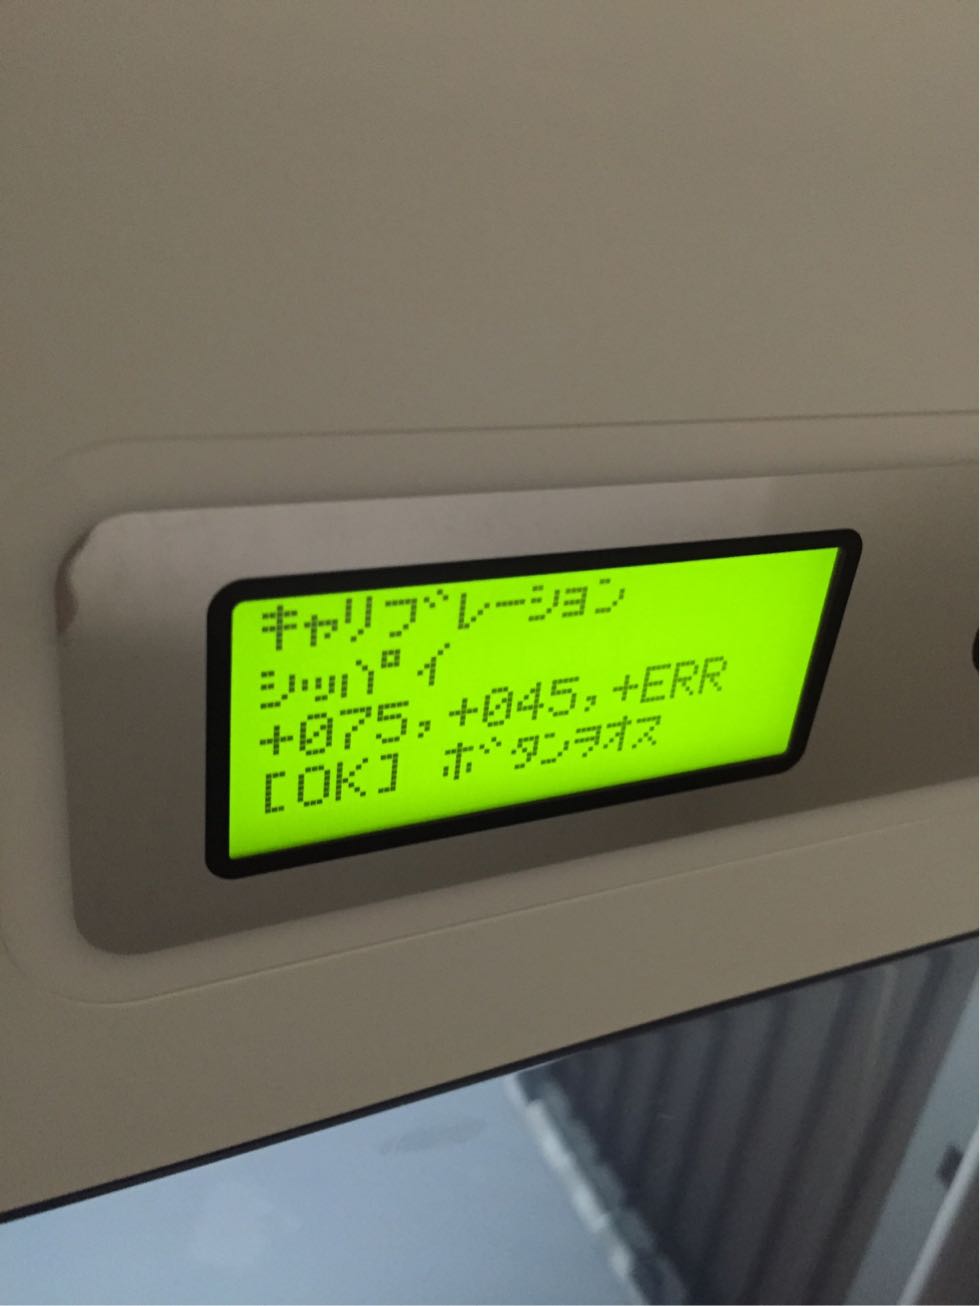 キャリブレーション
シッパイ
+075,+045,+ERR
[OK] ボタンヲオス